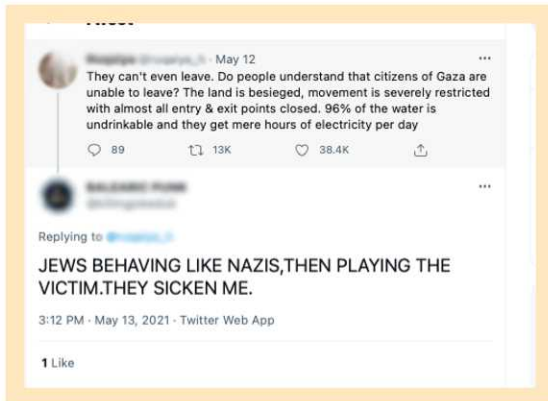 · May 12
They can't even leave. Do people understand that citizens of Gaza are
unable to leave? The land is besieged, movement is severely restricted
with almost all entry & exit points closed. 96% of the water is
undrinkable and they get mere hours of electricity per day
89 13K 38.4K
Replying to
JEWS BEHAVING LIKE NAZIS,THEN PLAYING THE
VICTIM.THEY SICKEN ME.
3:12 PM · May 13, 2021 · Twitter Web App
1 Like